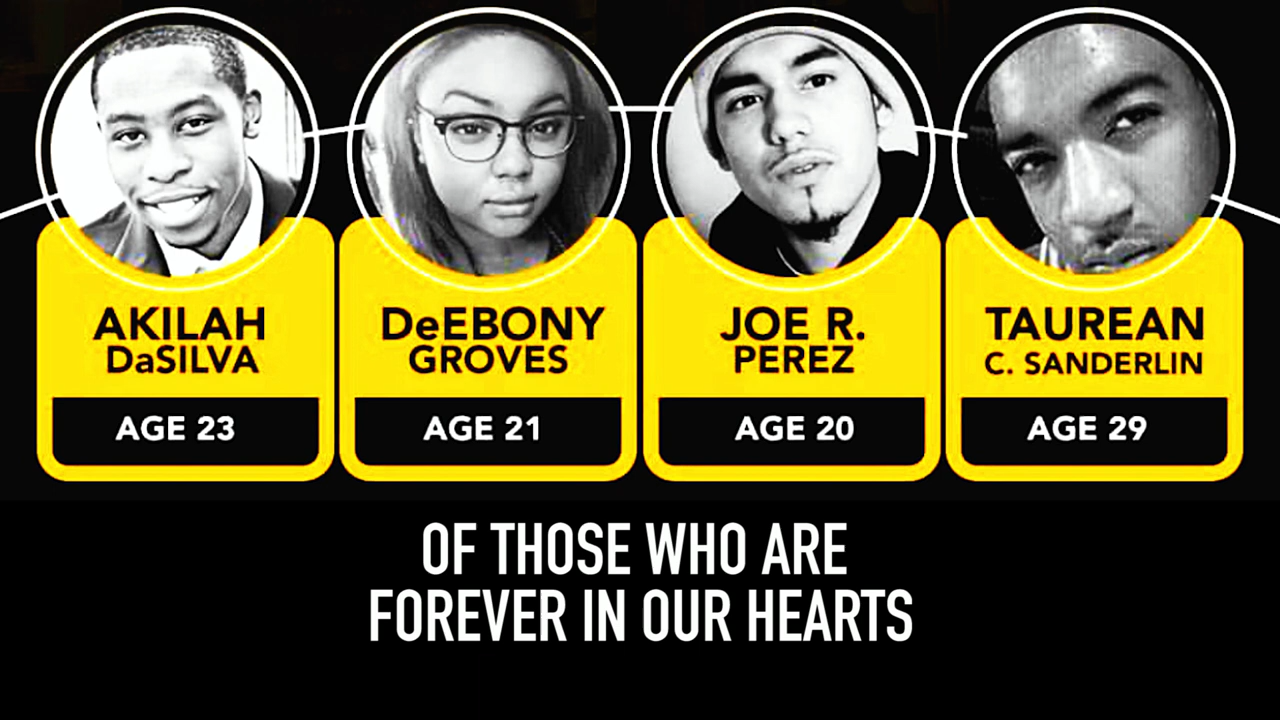 AKILAH
DaSILVA
AGE 23
DeEBONY
GROVES
AGE 21
JOE R.
PEREZ
AGE 20
TAUREAN
C. SANDERLIN
AGE 29
OF THOSE WHO ARE
FOREVER IN OUR HEARTS